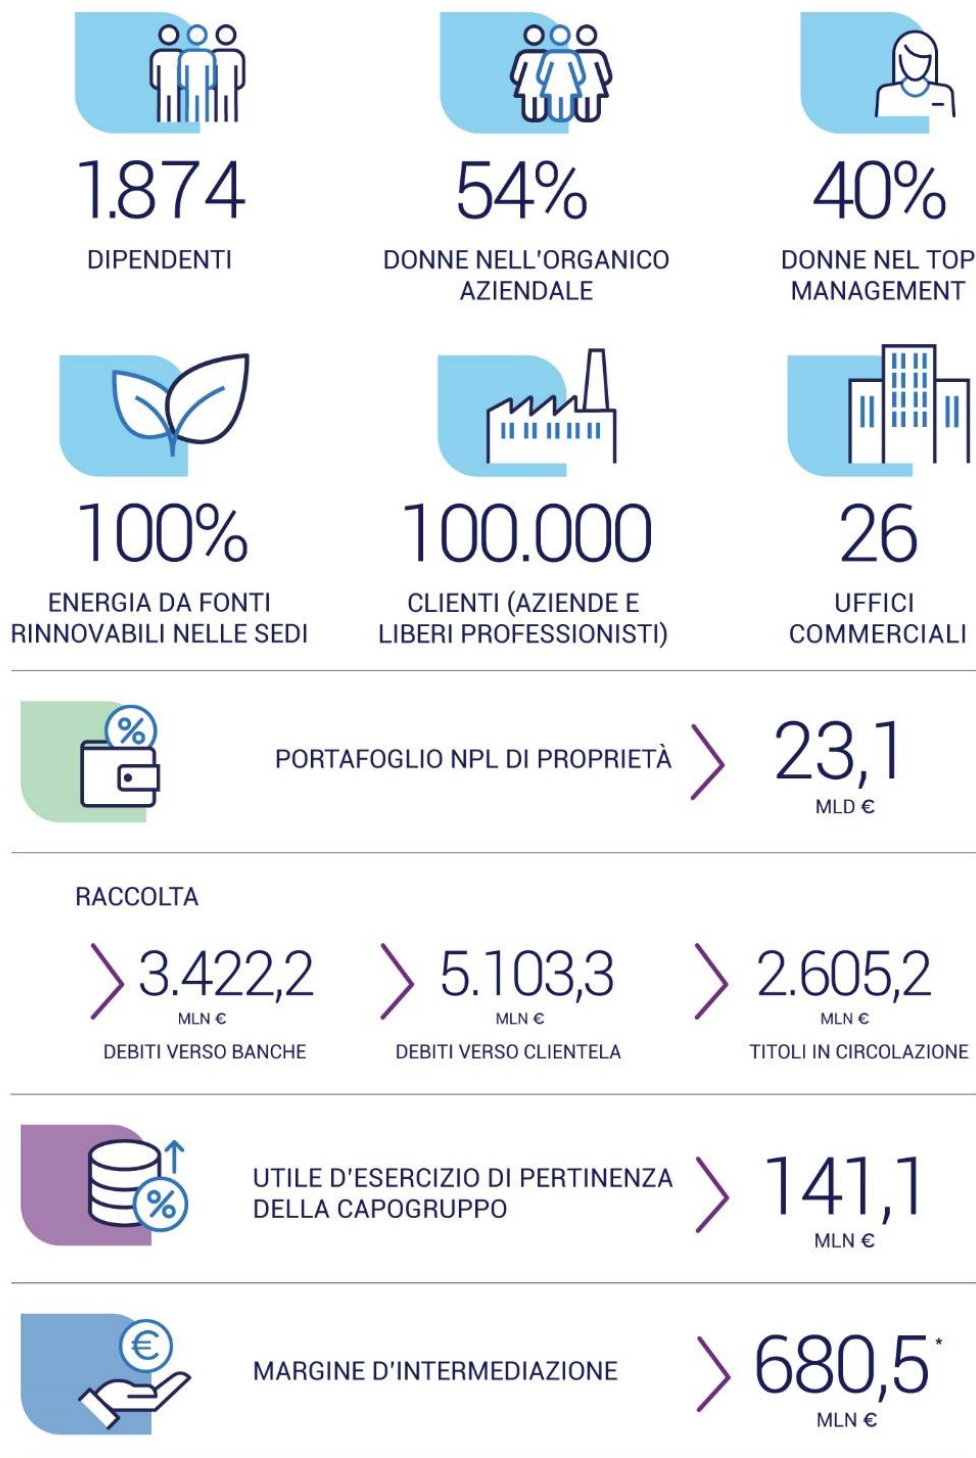 1.874
DIPENDENTI
54%
DONNE NELL'ORGANICO
AZIENDALE
40%
DONNE NEL TOP
MANAGEMENT
100%
ENERGIA DA FONTI
RINNOVABILI NELLE SEDI
100.000
CLIENTI (AZIENDE E
LIBERI PROFESSIONISTI)
26
UFFICI
COMMERCIALI
%
PORTAFOGLIO NPL DI PROPRIETÀ
23,1
MLD €
RACCOLTA
3.422,2
MLN €
DEBITI VERSO BANCHE
5.103,3
MLN €
DEBITI VERSO CLIENTELA
2.605,2
MLN €
TITOLI IN CIRCOLAZIONE
%
UTILE D'ESERCIZIO DI PERTINENZA
DELLA CAPOGRUPPO
141,1
MLN €
€
MARGINE D'INTERMEDIAZIONE
680,5*
MLN €